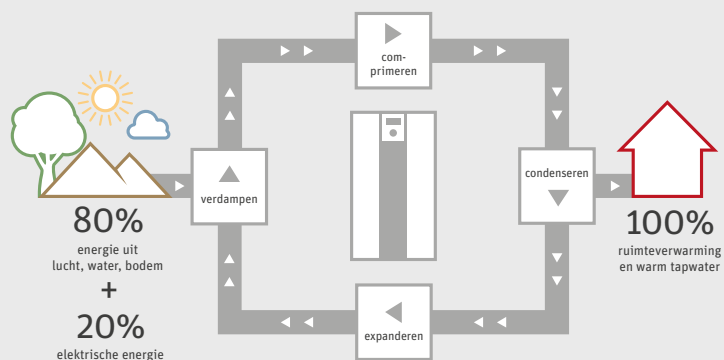 com-
primeren
verdampen
condenseren
expanderen
80%
energie uit
lucht, water, bodem
+
20%
elektrische energie
100%
ruimteverwarming
en warm tapwater